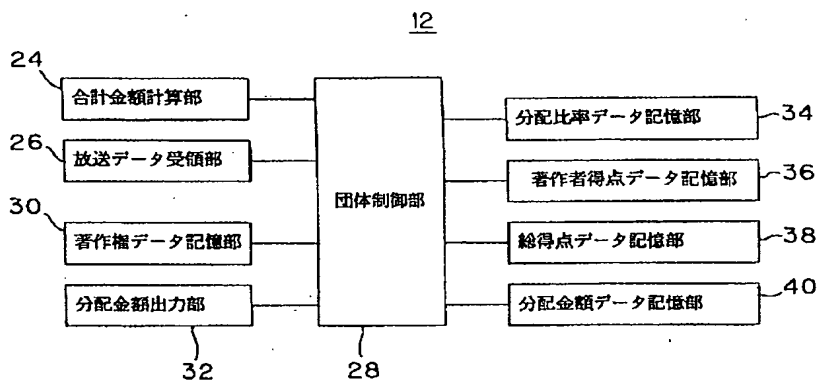 12
24
合計金額計算部
26
放送データ受領部
30
著作権データ記憶部
分配金額出力部
32
団体制御部
28
分配比率データ記憶部
34
著作者得点データ記憶部
36
総得点データ記憶部
38
分配金額データ記憶部
40